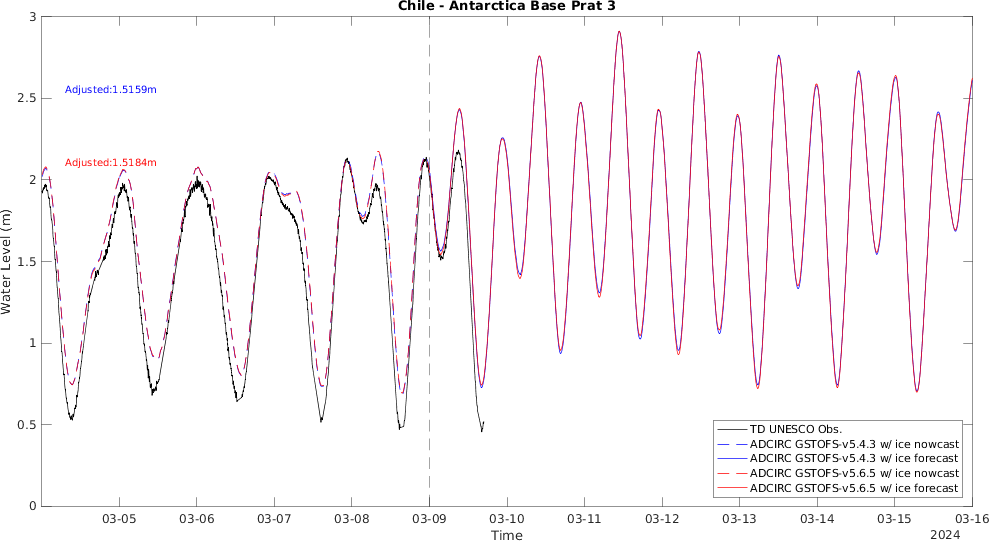 Chile - Antarctica Base Prat 3
3
Adjusted:1.5159m
2.5
Adjusted:1.5184m
2
Water Level (m)
1.5
1
0.5
0
TD UNESCO Obs.
ADCIRC GSTOFS-v5.4.3 w/ ice nowcast
ADCIRC GSTOFS-v5.4.3 w/ ice forecast
ADCIRC GSTOFS-v5.6.5 w/ ice nowcast
ADCIRC GSTOFS-v5.6.5 w/ ice forecast
03-05 03-06 03-07 03-08 03-09 03-10 03-11 03-12 03-13 03-14 03-15 03-16
Time
2024